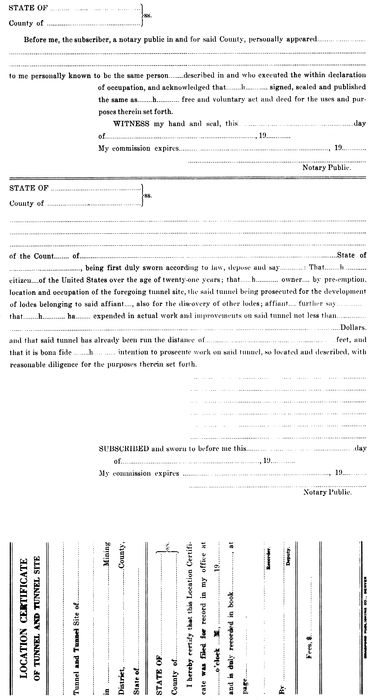 STATE OF ........................ }
ss.
County of ........................
Before me, the subscriber, a notary public in and for said County, personally appeared........................
to me personally known to be the same person......described in and who executed the within declaration
of occupation, and acknowledged that......h...... signed, sealed and published
the same as......h...... free and voluntary act and deed for the uses and pur-
poses therein set forth.
WITNESS my hand and seal, this ........................day
of........................, 19............
My commission expires........................, 19............
Notary Public.
STATE OF ........................ }
ss.
County of ........................
of the Count...... of........................State of
........................, being first duly sworn according to law, depose and say ............: That......h......
citizen....of the United States over the age of twenty-one years; that......h...... owner.... by pre-emption,
location and occupation of the foregoing tunnel site, the said tunnel being prosecuted for the development
of lodes belonging to said affiant...., also for the discovery of other lodes; affiant.... further say
that......h...... ha...... expended in actual work and improvements on said tunnel not less than............
........................Dollars,
and that said tunnel has already been run the distance of........................ feet, and
that it is bona fide ......h...... intention to prosecute work on said tunnel, so located and described, with
reasonable diligence for the purposes therein set forth.
SUBSCRIBED and sworn to before me this........................day
of........................, 19............
My commission expires ........................, 19............
Notary Public.
LOCATION CERTIFICATE
OF TUNNEL AND TUNNEL SITE
Tunnel and Tunnel Site of
in ........................ Mining
District, ........................ County,
State of
STATE OF }
ss.
County of
I hereby certify that this Location Certifi-
cate was filed for record in my office at
............ o'clock ...... M., ............ 19......
and is duly recorded in book ............, at
page
Recorder.
By ........................ Deputy.
Fees, $